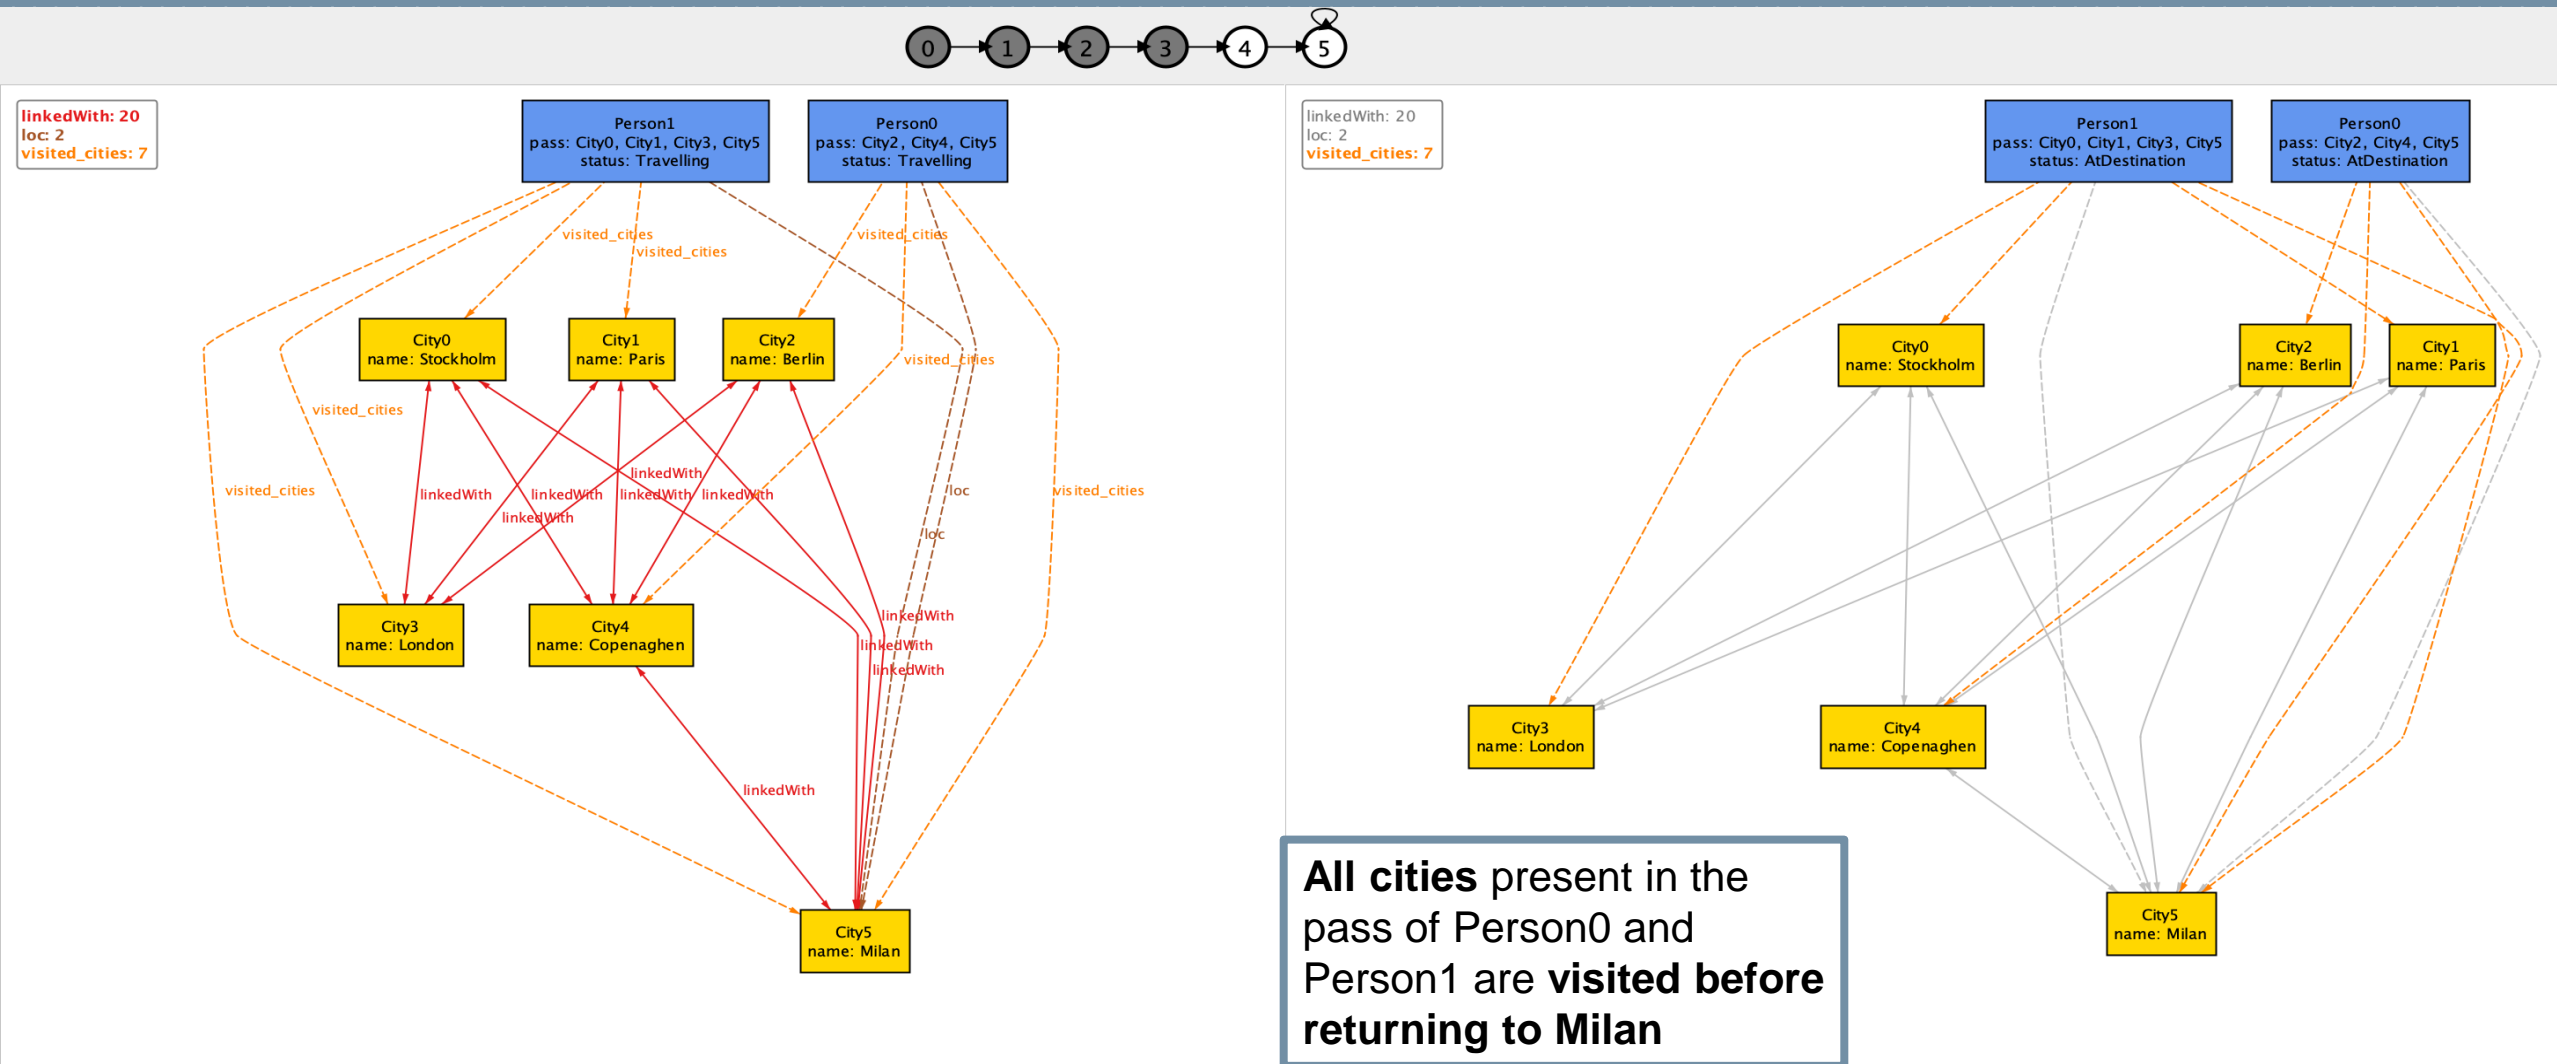 0 1 2 3 4 5
linkedWith: 20
loc: 2
visited_cities: 7
Person1
pass: City0, City1, City3, City5
status: Travelling
Person0
pass: City2, City4, City5
status: Travelling
visited_cities
visited_cities
visited_cities
City0
name: Stockholm
City1
name: Paris
City2
name: Berlin
visited_cities
visited_cities
visited_cities
visited_cities
linkedWith
linkedWith
linkedWith
linkedWith
linkedWith
linkedWith
loc
loc
City3
name: London
City4
name: Copenaghen
linkedWith
linkedWith
linkedWith
linkedWith
City5
name: Milan
linkedWith: 20
loc: 2
visited_cities: 7
Person1
pass: City0, City1, City3, City5
status: AtDestination
Person0
pass: City2, City4, City5
status: AtDestination
City0
name: Stockholm
City2
name: Berlin
City1
name: Paris
City3
name: London
City4
name: Copenaghen
City5
name: Milan
All cities present in the
pass of Person0 and
Person1 are visited before
returning to Milan